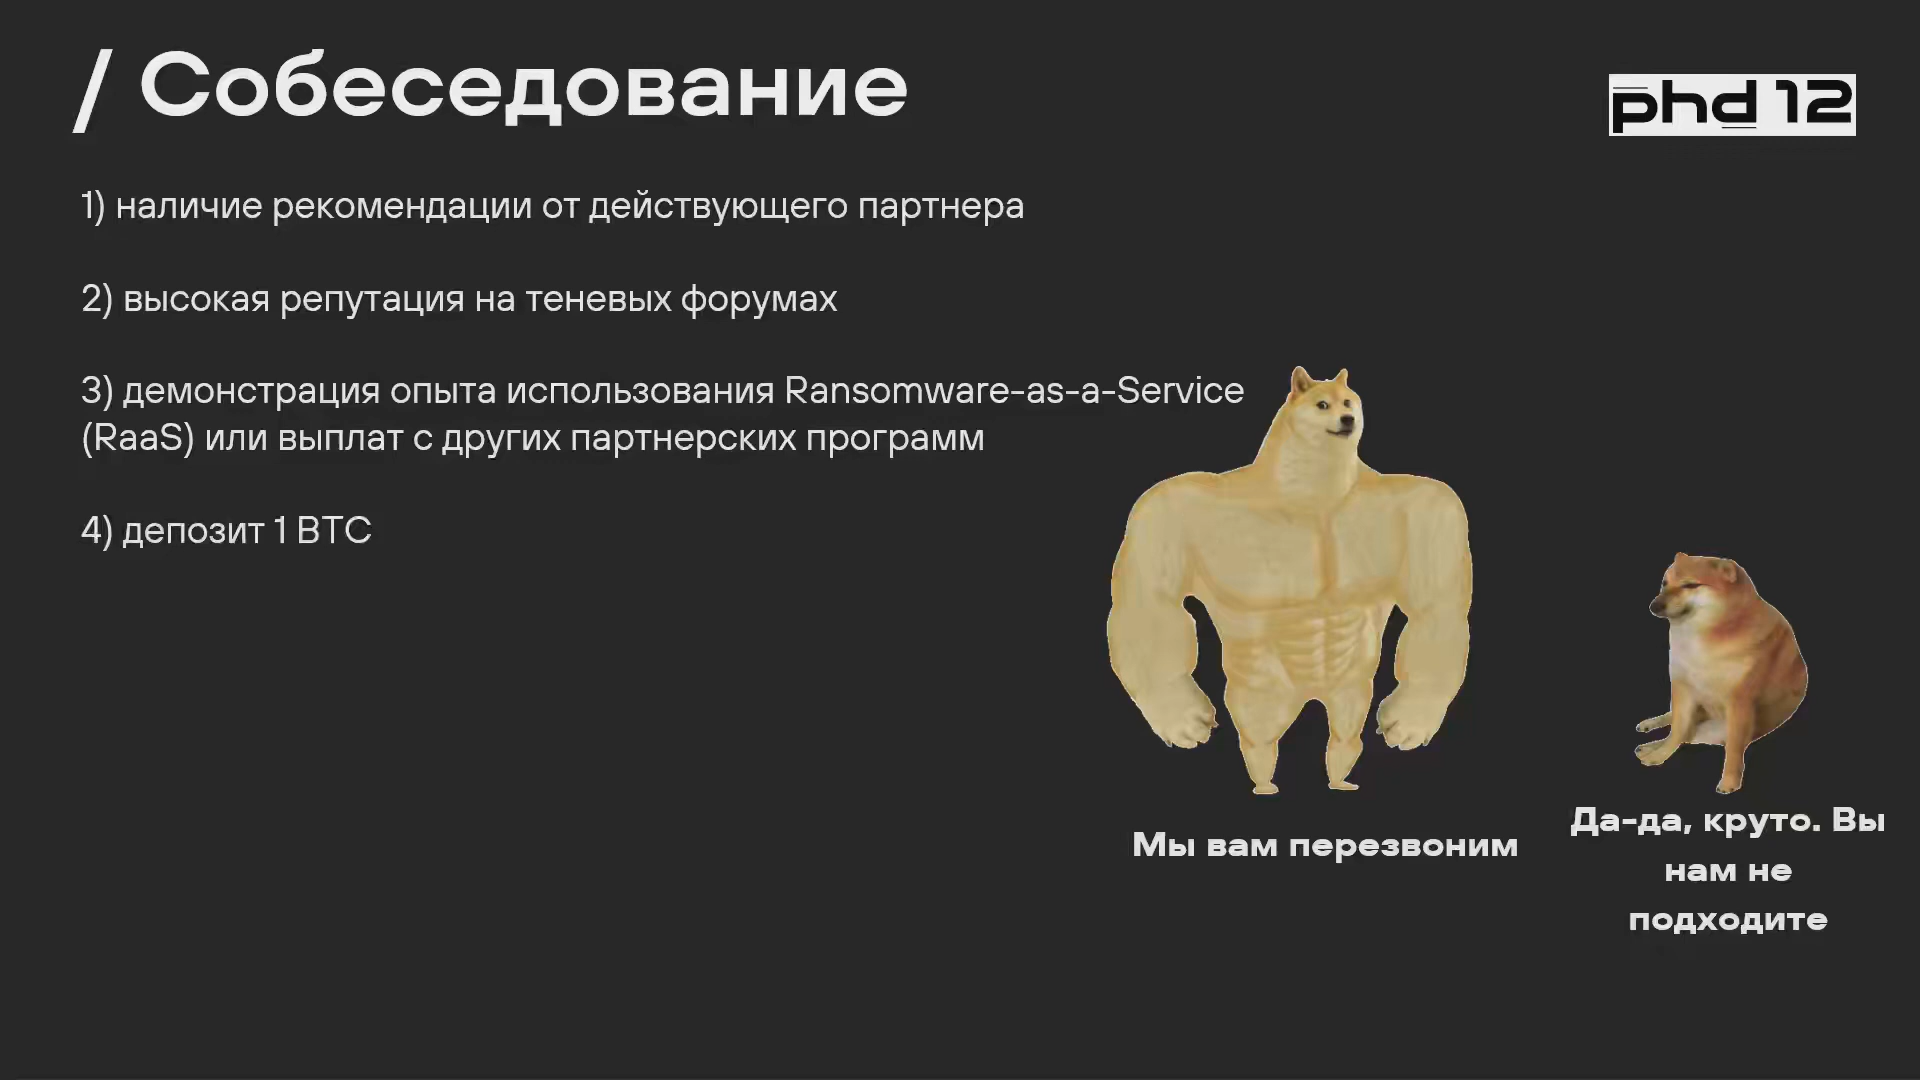 / Собеседование
phd 12
1) наличие рекомендации от действующего партнера
2) высокая репутация на теневых форумах
3) демонстрация опыта использования Ransomware-as-a-Service
(RaaS) или выплат с других партнерских программ
4) депозит 1 BTC
Мы вам перезвоним
Да-да, круто. Вы
нам не
подходите